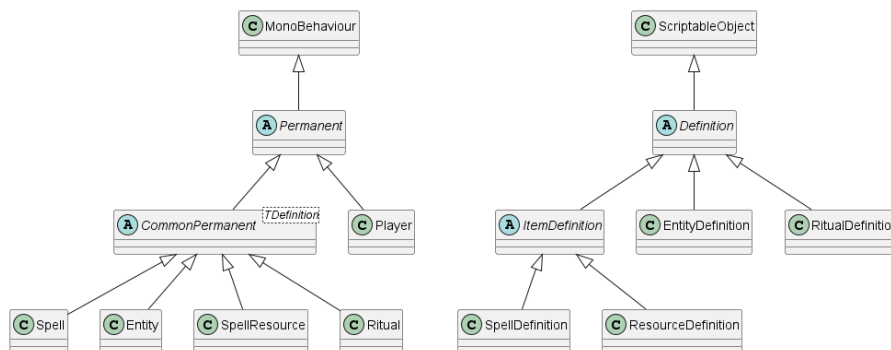 C MonoBehaviour
C ScriptableObject
A Permanent
A Definition
A CommonPermanent
TDefinition
C Player
A ItemDefinition
C EntityDefinition
C RitualDefinitio
C Spell
C Entity
C SpellResource
C Ritual
C SpellDefinition
C ResourceDefinition